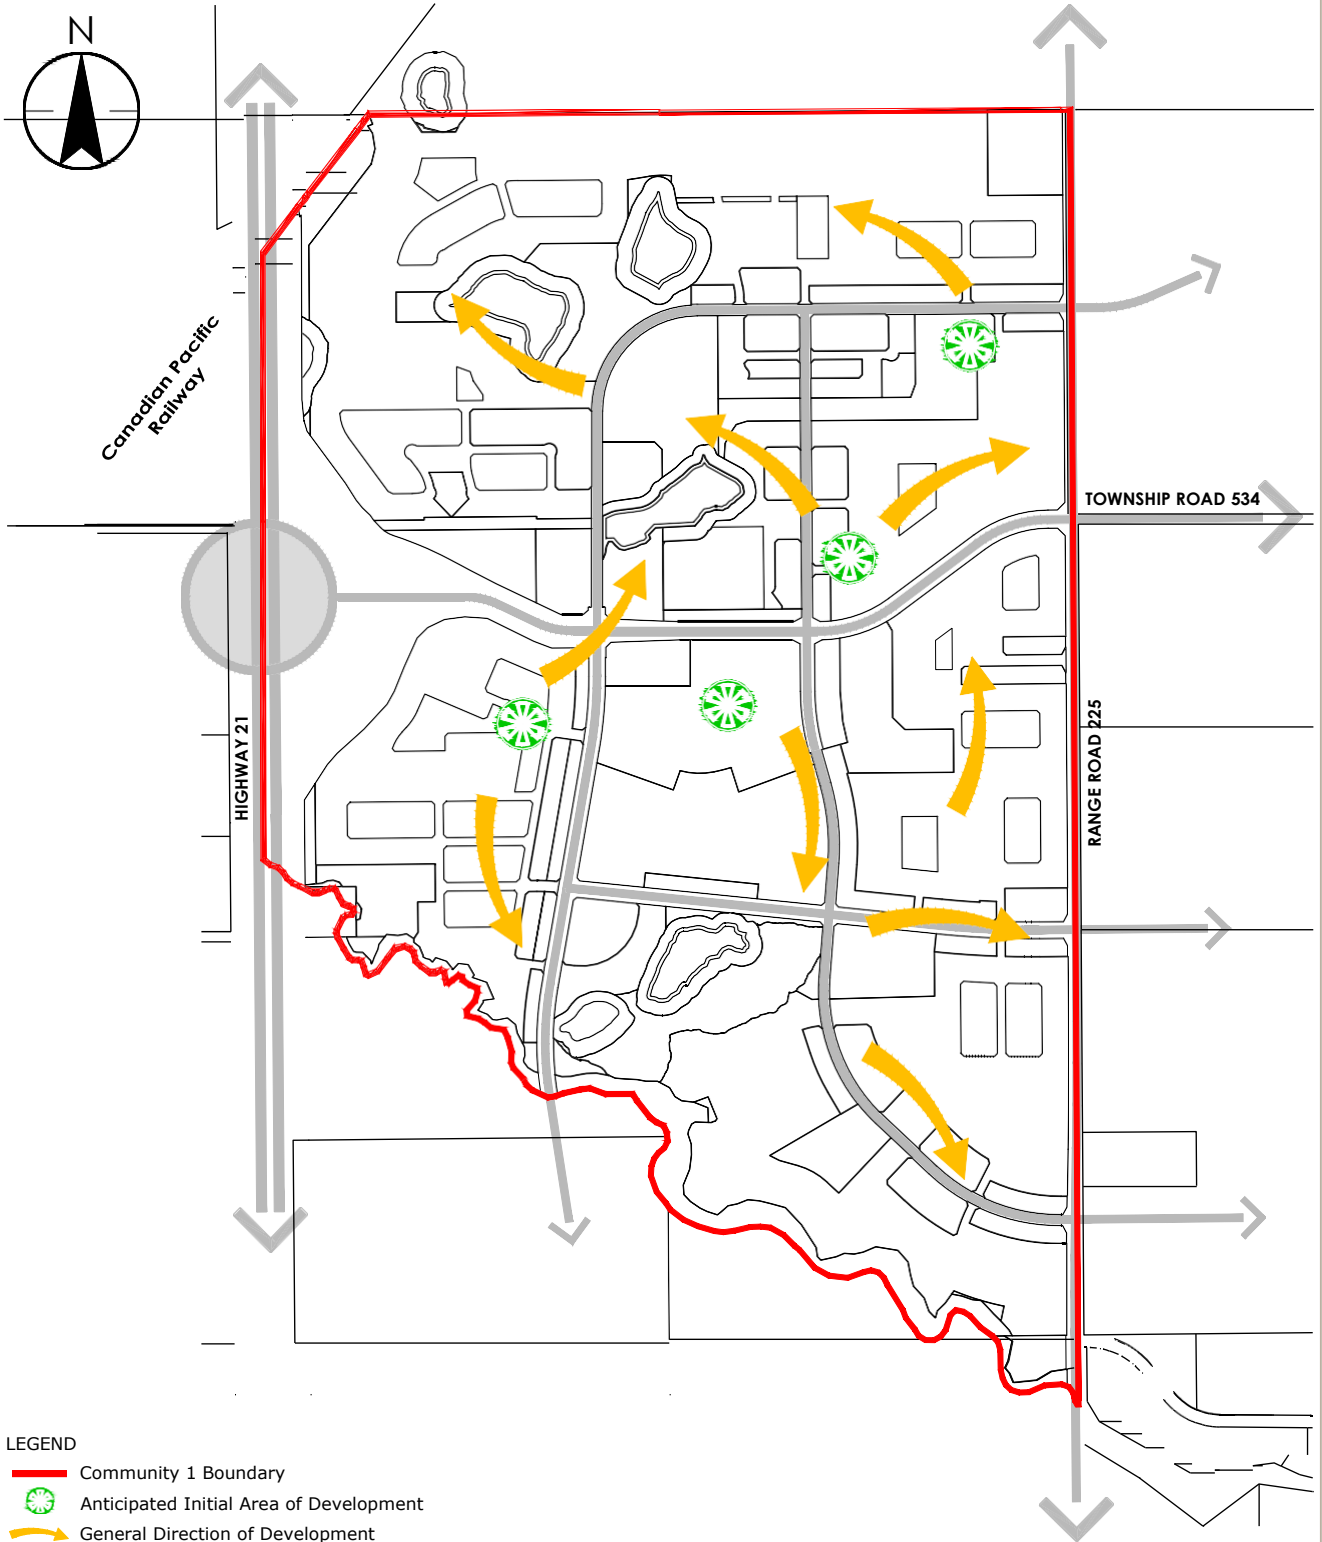 N
Canadian Pacific
Railway
TOWNSHIP ROAD 534
HIGHWAY 21
RANGE ROAD 225
LEGEND
Community 1 Boundary
Anticipated Initial Area of Development
General Direction of Development